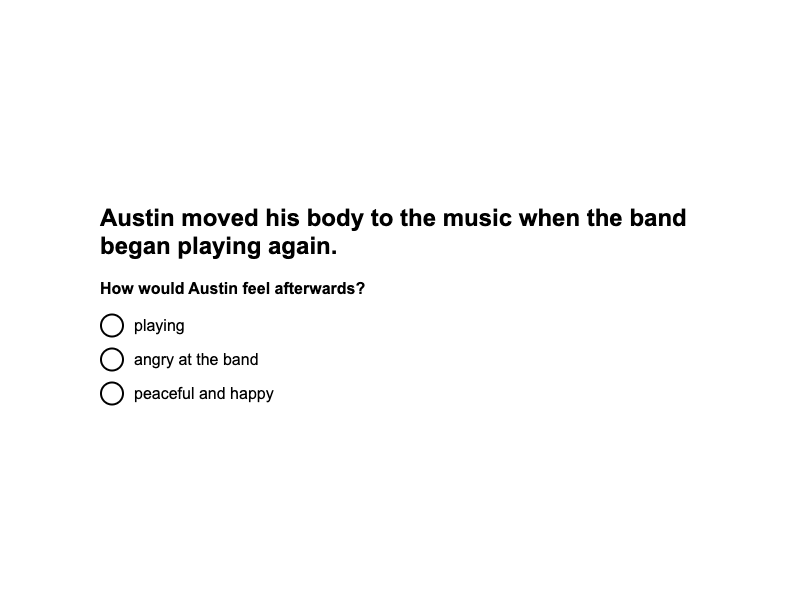 Austin moved his body to the music when the band
began playing again.
How would Austin feel afterwards?
playing
angry at the band
peaceful and happy